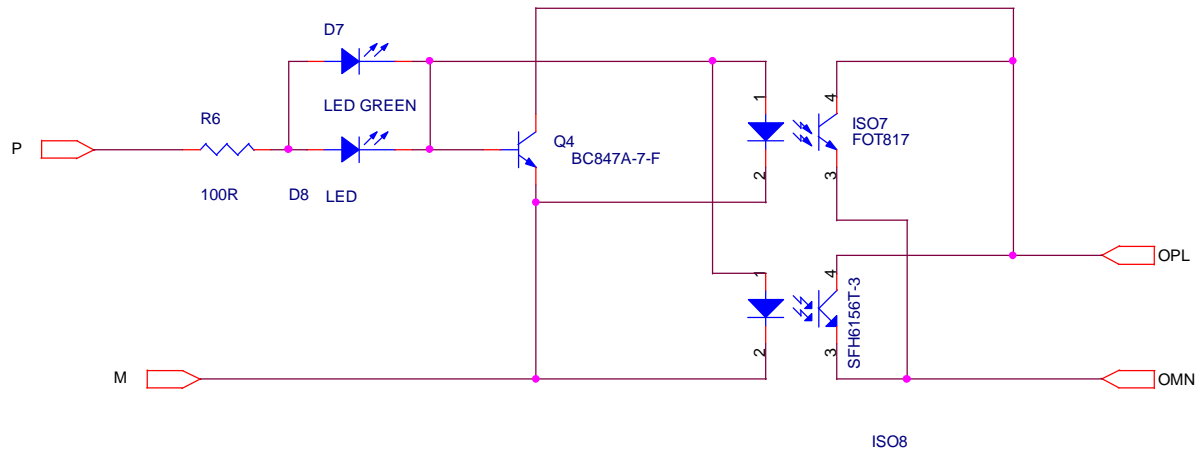 D7
LED GREEN
R6
P
100R
D8
LED
Q4
BC847A-7-F
1
2
4
3
ISO7
FOT817
1
2
4
3
SFH6156T-3
OPL
M
OMN
ISO8